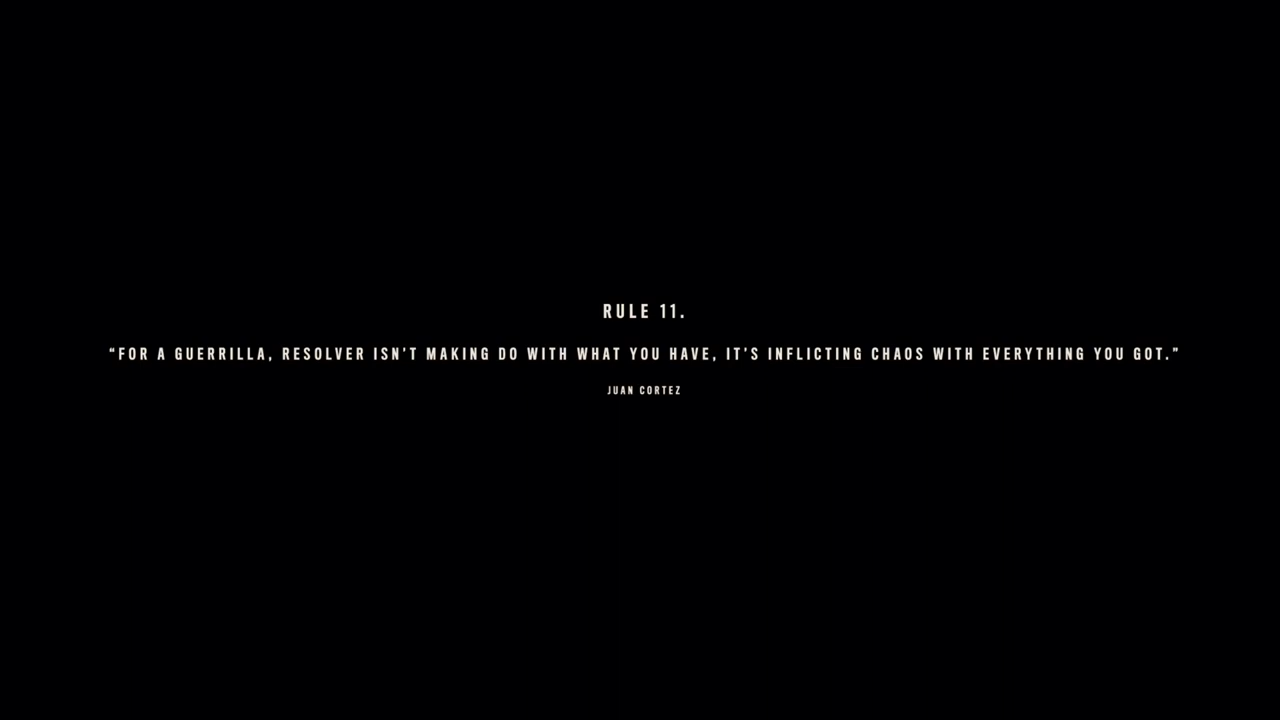 RULE 11.
“FOR A GUERRILLA, RESOLVER ISN’T MAKING DO WITH WHAT YOU HAVE, IT’S INFLICTING CHAOS WITH EVERYTHING YOU GOT.”
JUAN CORTEZ